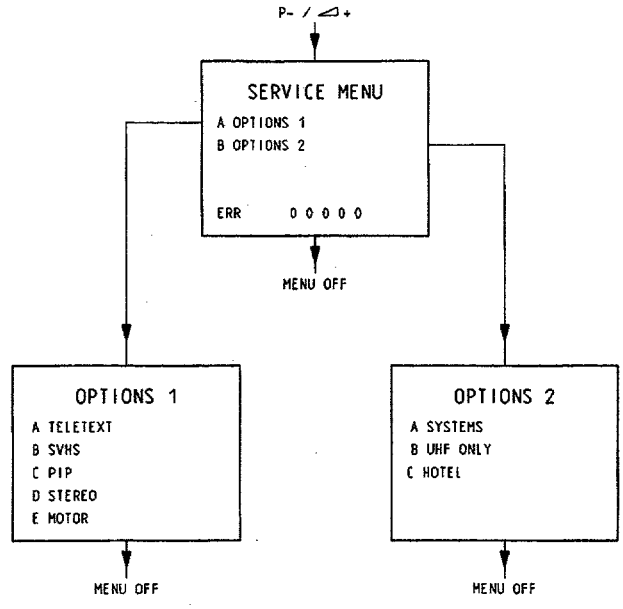 P- / ◿ +
SERVICE MENU
A OPTIONS 1
B OPTIONS 2
ERR 0 0 0 0 0
MENU OFF
OPTIONS 1
A TELETEXT
B SVHS
C PIP
D STEREO
E MOTOR
MENU OFF
OPTIONS 2
A SYSTEMS
B UHF ONLY
C HOTEL
MENU OFF